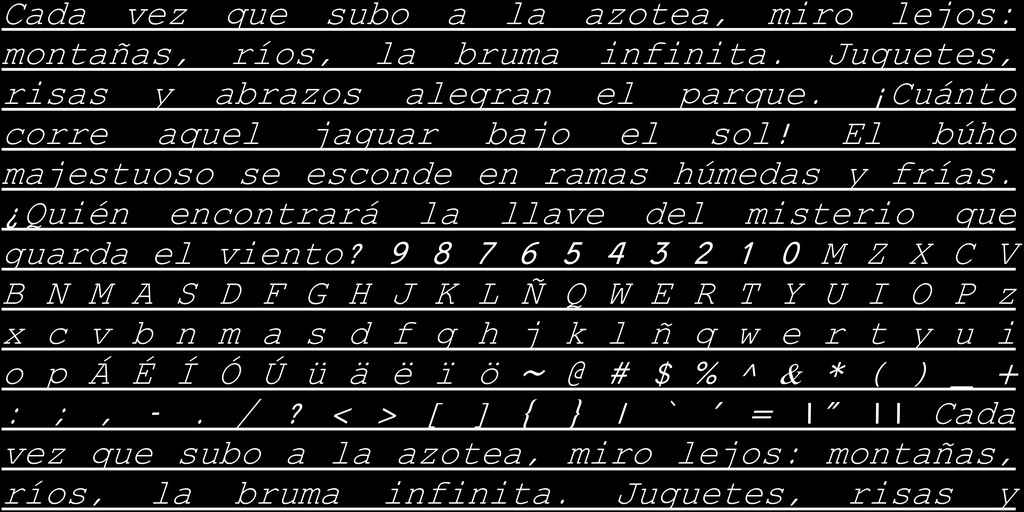 Cada vez que subo a la azotea, miro lejos:
montañas, ríos, la bruma infinita. Juguetes,
risas y abrazos alegran el parque. ¡Cuánto
corre aquel jaguar bajo el sol! El búho
majestuoso se esconde en ramas húmedas y frías.
¿Quién encontrará la llave del misterio que
guarda el viento? 9 8 7 6 5 4 3 2 1 0 M Z X C V
B N M A S D F G H J K L Ñ Q W E R T Y U I O P z
x c v b n m a s d f g h j k l ñ q w e r t y u i
o p Á É Í Ó Ú ü ä ë ï ö ~ @ # $ % ^ & * ( ) _ +
: ; , - . / ? < > [ ] { } | ` ' = \" \\ Cada
vez que subo a la azotea, miro lejos: montañas,
ríos, la bruma infinita. Juguetes, risas y